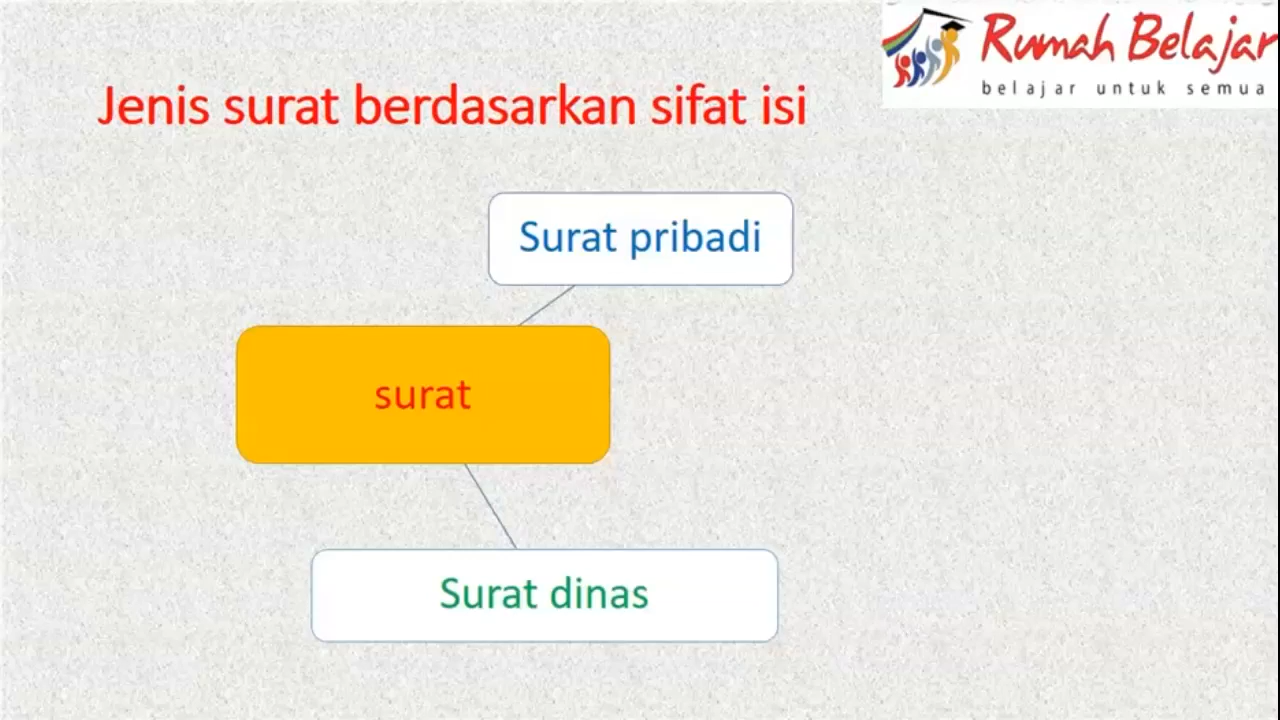 Rumah Belajar
belajar untuk semua
Jenis surat berdasarkan sifat isi
Surat pribadi
surat
Surat dinas